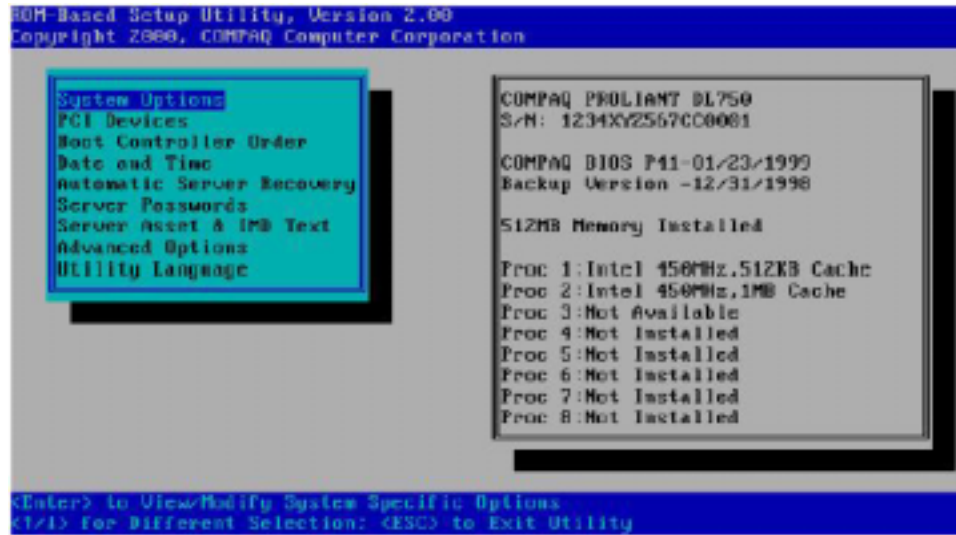 ROM-Based Setup Utility, Version 2.00
Copyright 2000, COMPAQ Computer Corporation
System Options
PCI Devices
Boot Controller Order
Date and Time
Automatic Server Recovery
Server Passwords
Server Asset & IMD Text
Advanced Options
Utility Language
COMPAQ PROLIANT DL750
S/N: 1234XYZ567CC0001
COMPAQ BIOS P41-01/23/1999
Backup Version -12/31/1998
512MB Memory Installed
Proc 1:Intel 450MHz,512KB Cache
Proc 2:Intel 450MHz,1MB Cache
Proc 3:Not Available
Proc 4:Not Installed
Proc 5:Not Installed
Proc 6:Not Installed
Proc 7:Not Installed
Proc 8:Not Installed
<Enter> to View/Modify System Specific Options
<↑/↓> for Different Selection; <ESC> to Exit Utility